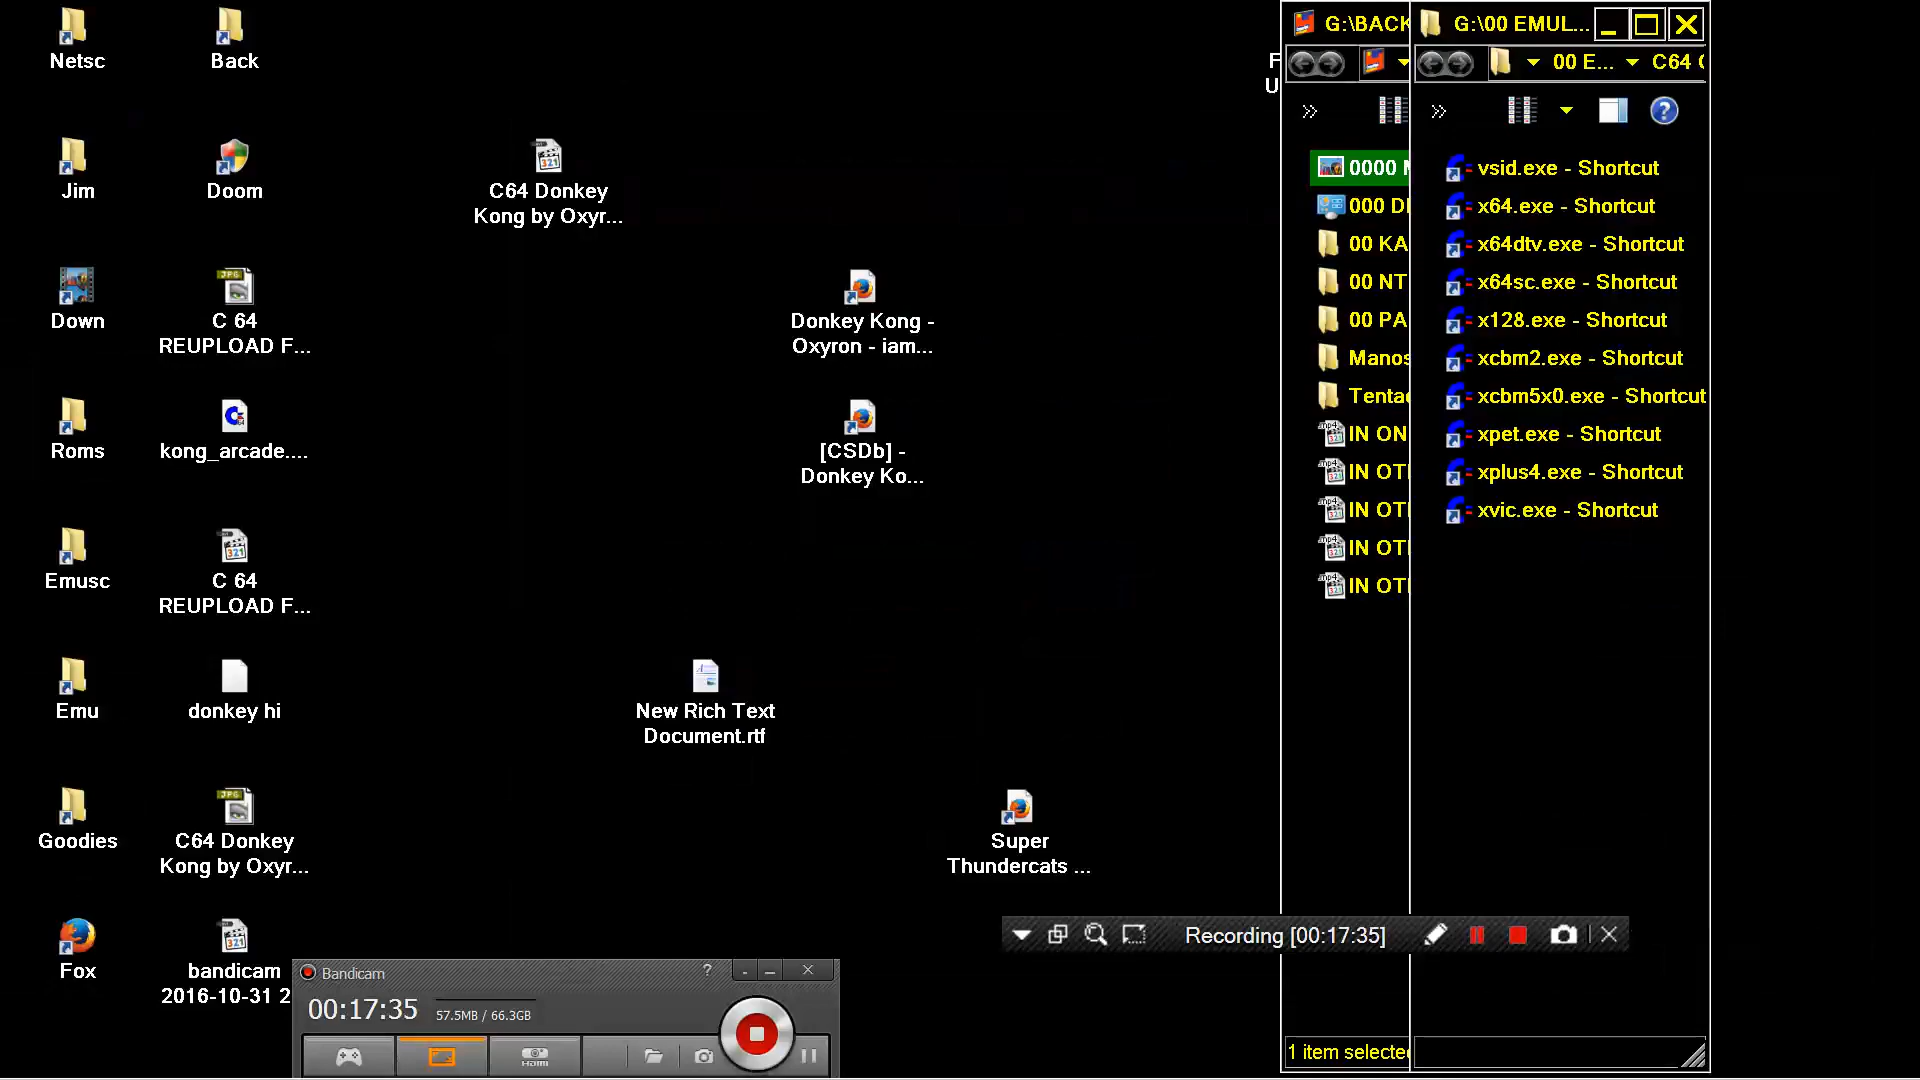 Netsc
Back
Jim
Doom
C64 Donkey
Kong by Oxyr...
Down
C 64
REUPLOAD F...
Donkey Kong -
Oxyron - iam...
Roms
kong_arcade....
[CSDb] -
Donkey Ko...
Emusc
C 64
REUPLOAD F...
Emu
donkey hi
New Rich Text
Document.rtf
Goodies
C64 Donkey
Kong by Oxyr...
Super
Thundercats ...
Fox
bandicam
2016-10-31 2
F
U
G:\BACK
0000
000 D
00 KA
00 NT
00 PA
Manos
Tentac
IN ON
IN OT
IN OT
IN OT
IN OT
1 item selected
G:\00 EMUL...
00 E...
C64
vsid.exe - Shortcut
x64.exe - Shortcut
x64dtv.exe - Shortcut
x64sc.exe - Shortcut
x128.exe - Shortcut
xcbm2.exe - Shortcut
xcbm5x0.exe - Shortcut
xpet.exe - Shortcut
xplus4.exe - Shortcut
xvic.exe - Shortcut
Recording [00:17:35]
Bandicam
?
00:17:35
57.5MB / 66.3GB
HDMI